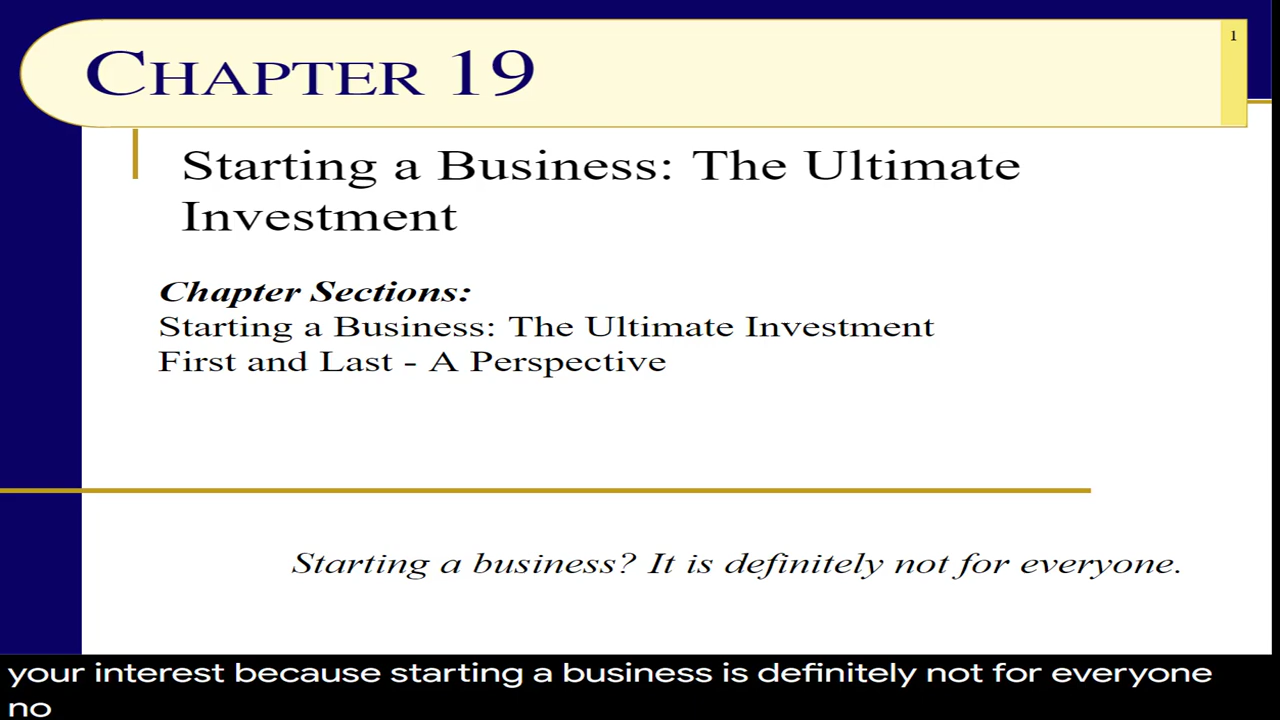 CHAPTER 19
1
Starting a Business: The Ultimate
Investment
Chapter Sections:
Starting a Business: The Ultimate Investment
First and Last - A Perspective
Starting a business? It is definitely not for everyone.
your interest because starting a business is definitely not for everyone
no